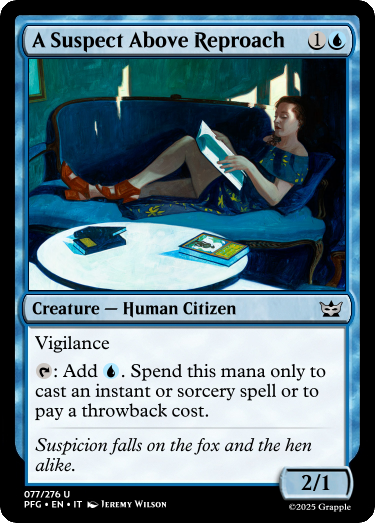 A Suspect Above Reproach 1
Creature — Human Citizen
Vigilance
: Add . Spend this mana only to
cast an instant or sorcery spell or to
pay a throwback cost.
Suspicion falls on the fox and the hen
alike.
2/1
077/276 U
PFG • EN • IT Jeremy Wilson
©2025 Grapple